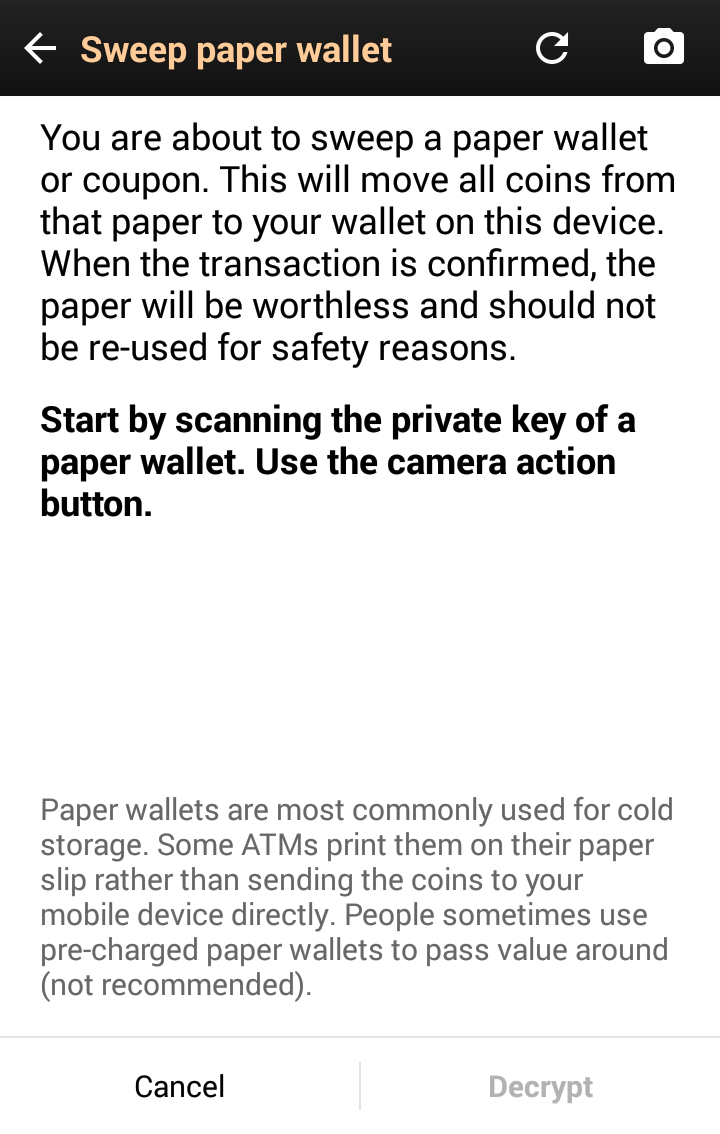 Sweep paper wallet
You are about to sweep a paper wallet
or coupon. This will move all coins from
that paper to your wallet on this device.
When the transaction is confirmed, the
paper will be worthless and should not
be re-used for safety reasons.
Start by scanning the private key of a
paper wallet. Use the camera action
button.
Paper wallets are most commonly used for cold
storage. Some ATMs print them on their paper
slip rather than sending the coins to your
mobile device directly. People sometimes use
pre-charged paper wallets to pass value around
(not recommended).
Cancel
Decrypt